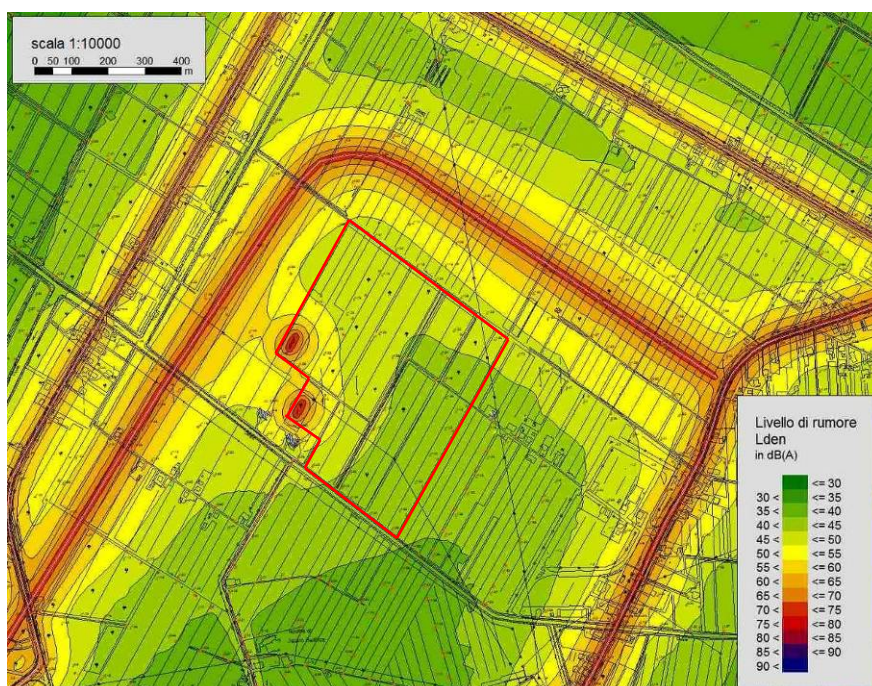 scala 1:10000
0 50 100 200 300 400
m
Livello di rumore
Lden
in dB(A)
<= 30
30 < <= 35
35 < <= 40
40 < <= 45
45 < <= 50
50 < <= 55
55 < <= 60
60 < <= 65
65 < <= 70
70 < <= 75
75 < <= 80
80 < <= 85
85 < <= 90
90 <